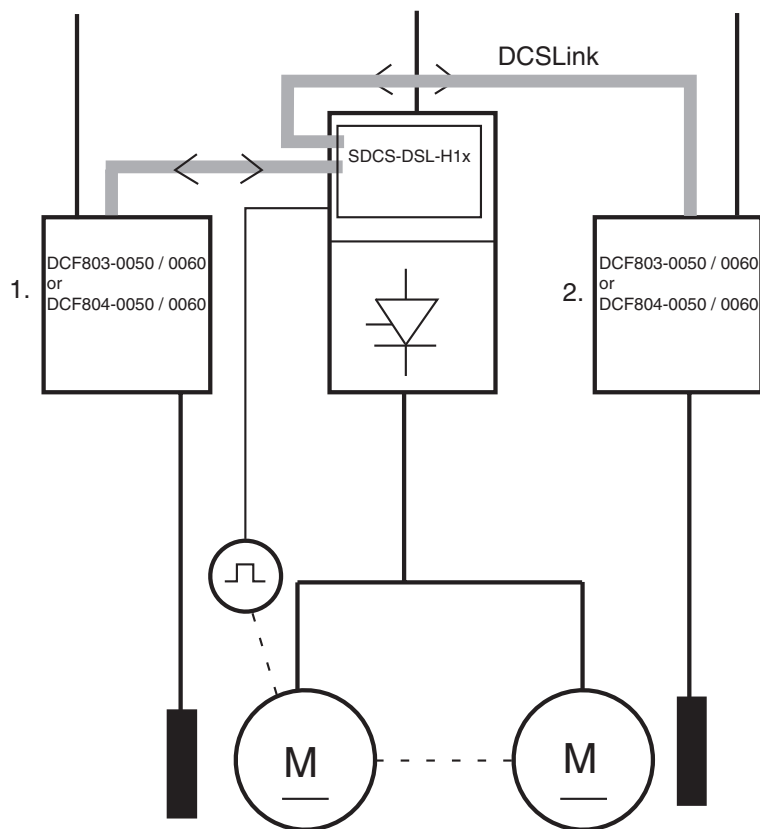 DCSLink
SDCS-DSL-H1x
1.
DCF803-0050 / 0060
or
DCF804-0050 / 0060
2.
DCF803-0050 / 0060
or
DCF804-0050 / 0060
M
M